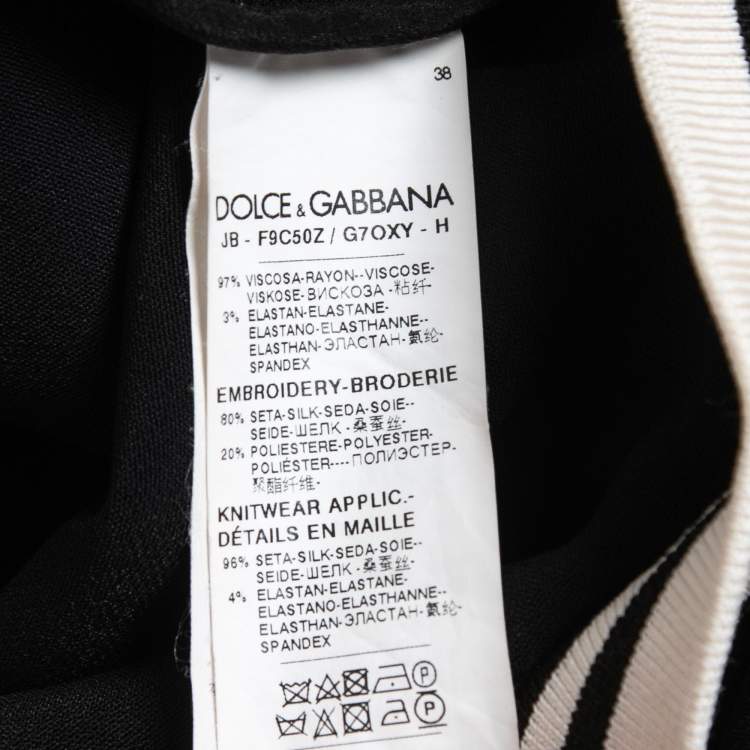 38
DOLCE & GABBANA
JB - F9C50Z / G7OXY - H
97% VISCOSA-RAYON--VISCOSE-
VISKOSE-ВИСКОЗА-粘纤-
3% ELASTAN-ELASTANE-
ELASTANO-ELASTHANNE--
ELASTHAN-ЭЛАСТАН-氨纶-
SPANDEX
EMBROIDERY-BRODERIE
80% SETA-SILK-SEDA-SOIE--
SEIDE-ШЕЛК-桑蚕丝-
20% POLIESTERE-POLYESTER-
POLIÉSTER----ПОЛИЭСТЕР-
聚酯纤维-
KNITWEAR APPLIC.-
DÉTAILS EN MAILLE
96% SETA-SILK-SEDA-SOIE--
SEIDE-ШЕЛК-桑蚕丝-
4% ELASTAN-ELASTANE-
ELASTANO-ELASTHANNE--
ELASTHAN-ЭЛАСТАН-氨纶-
SPANDEX
P
P